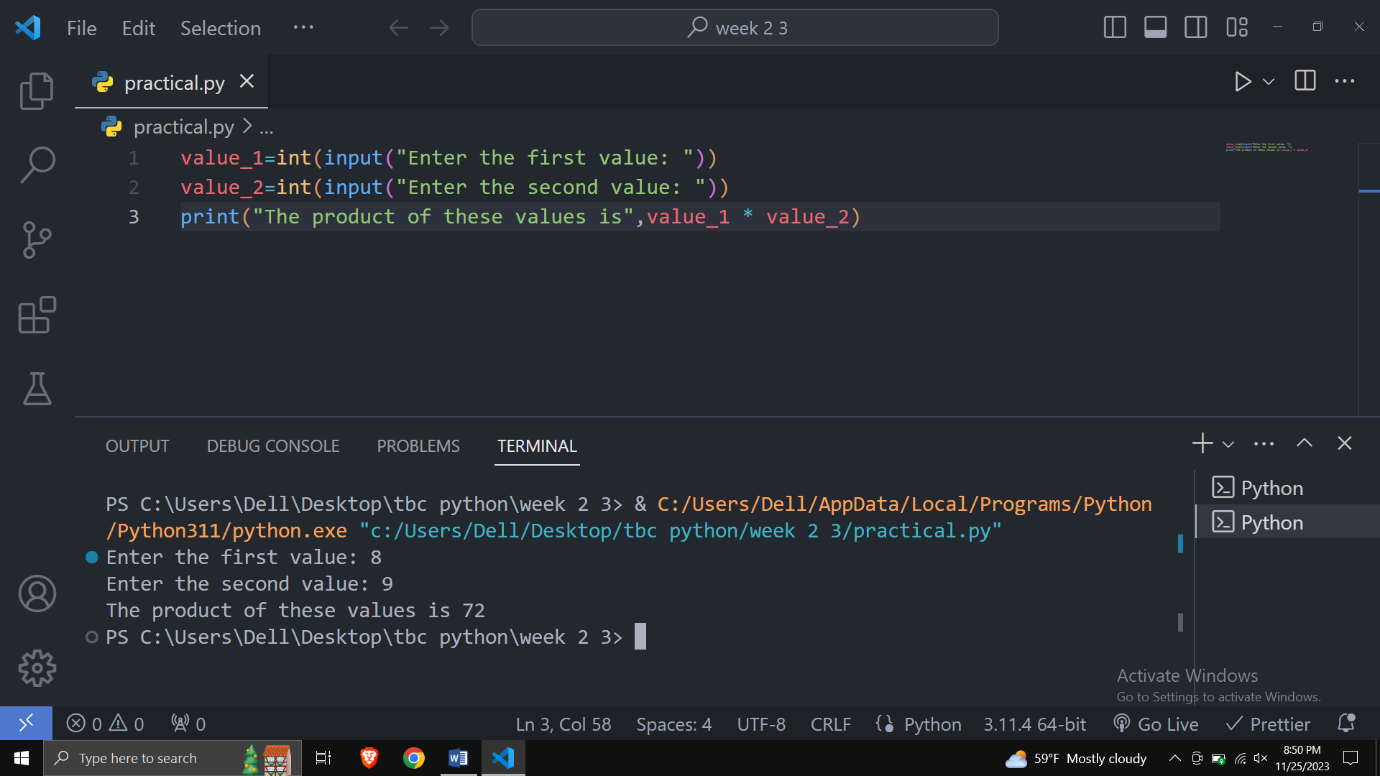 File Edit Selection ···
week 2 3
practical.py
practical.py > ...
1 value_1=int(input("Enter the first value: "))
2 value_2=int(input("Enter the second value: "))
3 print("The product of these values is",value_1 * value_2)
OUTPUT DEBUG CONSOLE PROBLEMS TERMINAL
PS C:\Users\Dell\Desktop\tbc python\week 2 3> & C:/Users/Dell/AppData/Local/Programs/Python
/Python311/python.exe "c:/Users/Dell/Desktop/tbc python/week 2 3/practical.py"
Enter the first value: 8
Enter the second value: 9
The product of these values is 72
PS C:\Users\Dell\Desktop\tbc python\week 2 3>
Python
Python
Activate Windows
Go to Settings to activate Windows.
0 0 0 Ln 3, Col 58 Spaces: 4 UTF-8 CRLF Python 3.11.4 64-bit Go Live Prettier
Type here to search
59°F Mostly cloudy
8:50 PM
11/25/2023